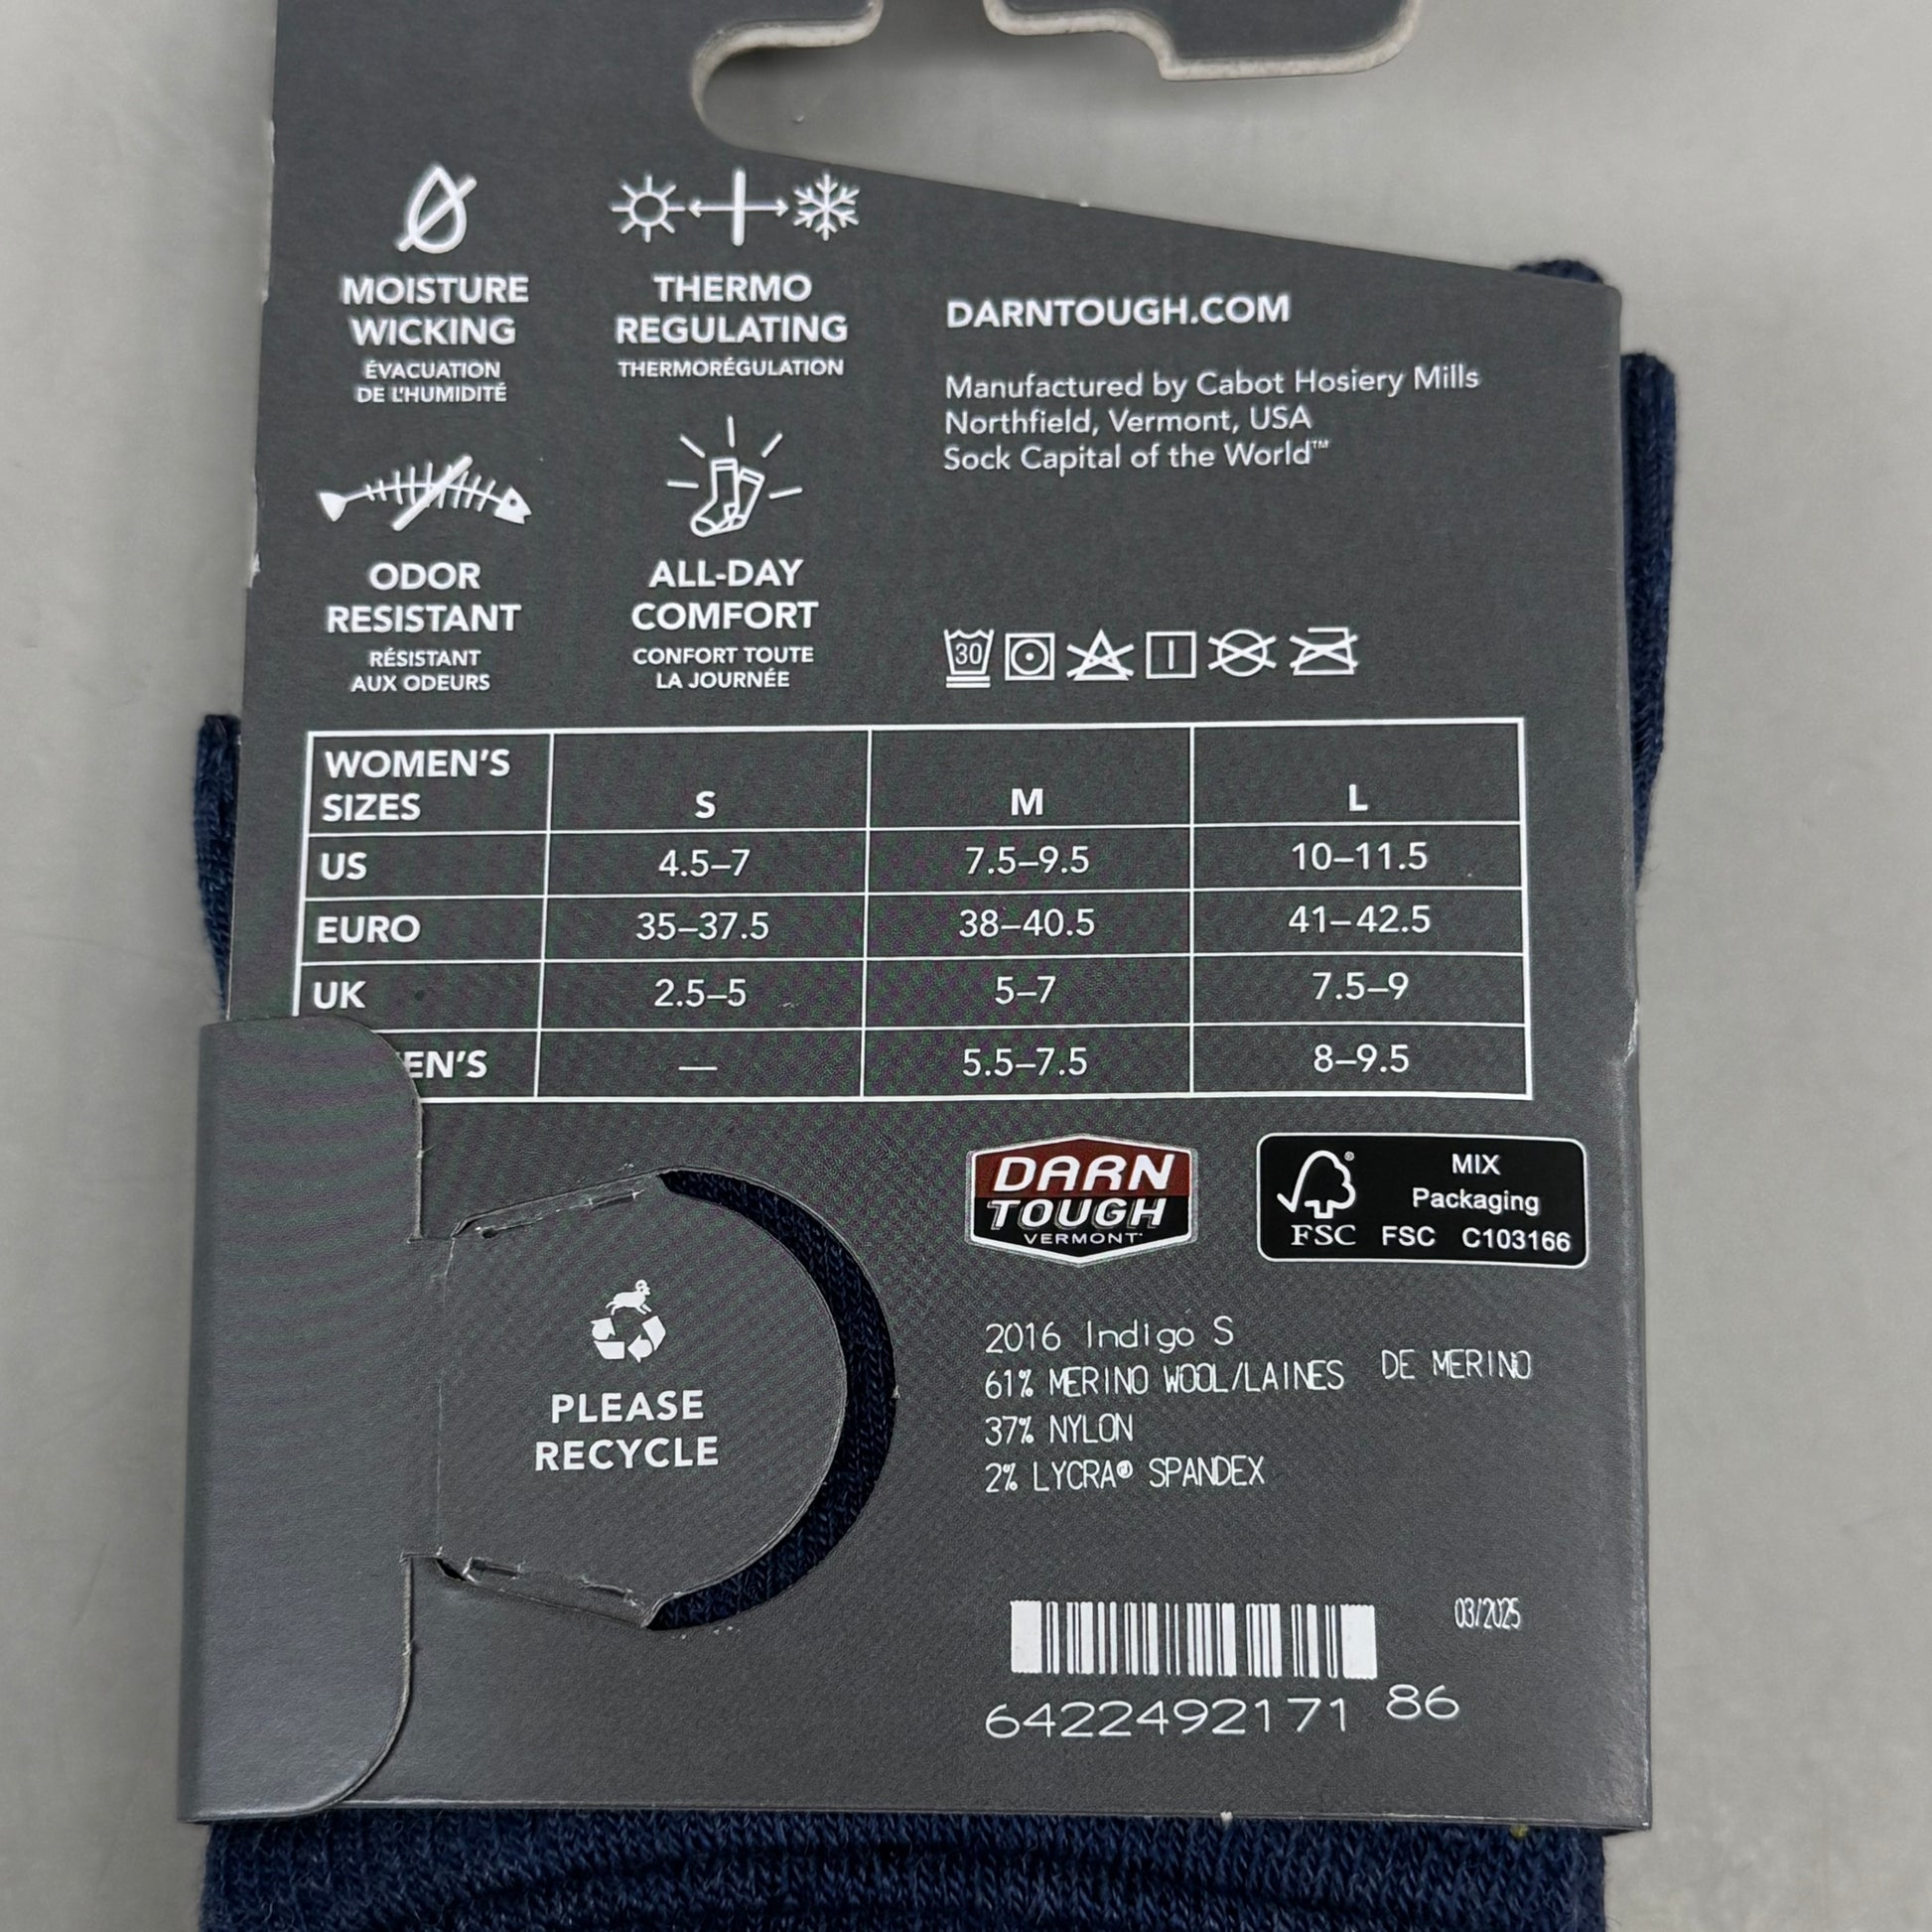 MOISTURE
WICKING
ÉVACUATION
DE L'HUMIDITÉ
THERMO
REGULATING
THERMORÉGULATION
ODOR
RESISTANT
RÉSISTANT
AUX ODEURS
ALL-DAY
COMFORT
CONFORT TOUTE
LA JOURNÉE
DARNTOUGH.COM
Manufactured by Cabot Hosiery Mills
Northfield, Vermont, USA
Sock Capital of the World™
30
WOMEN'S
SIZES S M L
US 4.5–7 7.5–9.5 10–11.5
EURO 35–37.5 38–40.5 41–42.5
UK 2.5–5 5–7 7.5–9
EN'S — 5.5–7.5 8–9.5
DARN
TOUGH
VERMONT
FSC®
MIX
Packaging
FSC C103166
PLEASE
RECYCLE
2016 Indigo S
61% MERINO WOOL/LAINES DE MERINO
37% NYLON
2% LYCRA® SPANDEX
03/2025
6422492171 86